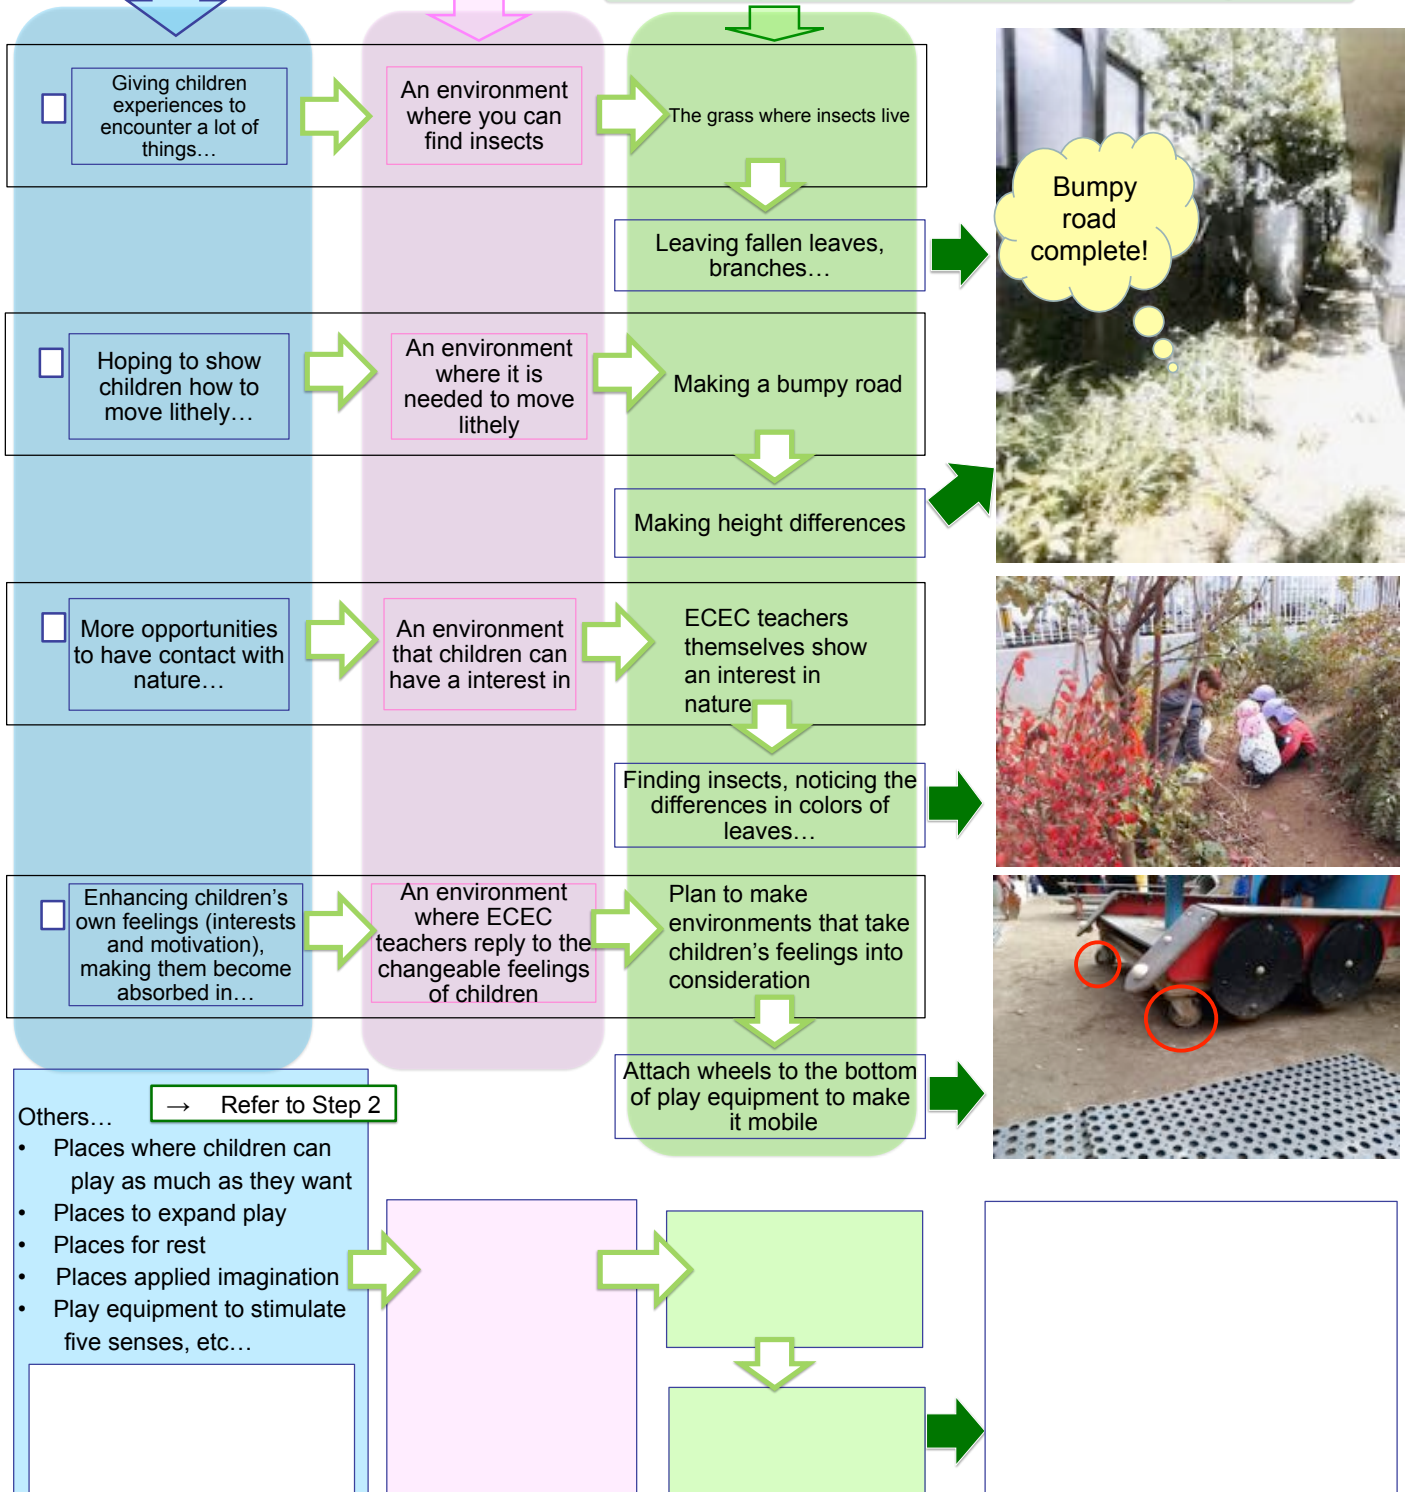 Giving children
experiences to
encounter a lot of
things…
An environment
where you can
find insects
The grass where insects live
Leaving fallen leaves,
branches…
Bumpy
road
complete!
Hoping to show
children how to
move lithely…
An environment
where it is
needed to move
lithely
Making a bumpy road
Making height differences
More opportunities
to have contact with
nature…
An environment
that children can
have a interest in
ECEC teachers
themselves show
an interest in
nature
Finding insects, noticing the
differences in colors of
leaves…
Enhancing children's
own feelings (interests
and motivation),
making them become
absorbed in…
An environment
where ECEC
teachers reply to the
changeable feelings
of children
Plan to make
environments that take
children's feelings into
consideration
Attach wheels to the bottom
of play equipment to make
it mobile
→ Refer to Step 2
Others…
• Places where children can
play as much as they want
• Places to expand play
• Places for rest
• Places applied imagination
• Play equipment to stimulate
five senses, etc…